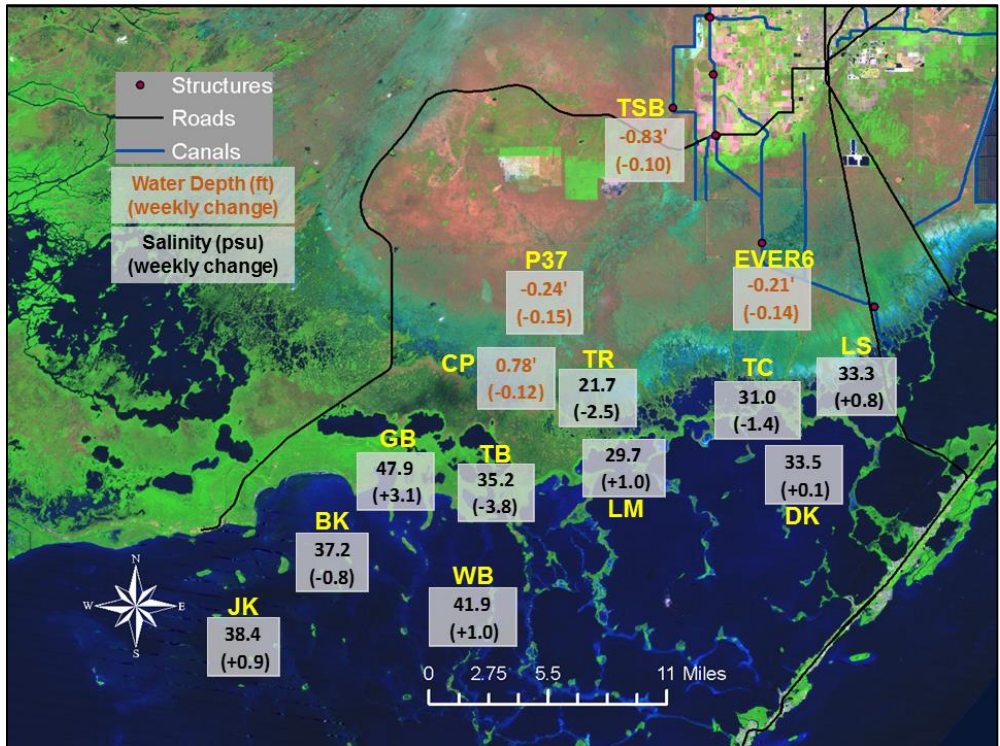 Structures
Roads
Canals
Water Depth (ft)
(weekly change)
Salinity (psu)
(weekly change)
TSB
-0.83'
(-0.10)
P37
-0.24'
(-0.15)
EVER6
-0.21'
(-0.14)
CP
0.78'
(-0.12)
TR
21.7
(-2.5)
TC
31.0
(-1.4)
LS
33.3
(+0.8)
GB
47.9
(+3.1)
TB
35.2
(-3.8)
29.7
(+1.0)
LM
33.5
(+0.1)
DK
BK
37.2
(-0.8)
WB
41.9
(+1.0)
JK
38.4
(+0.9)
N
W E
S
0 2.75 5.5 11 Miles